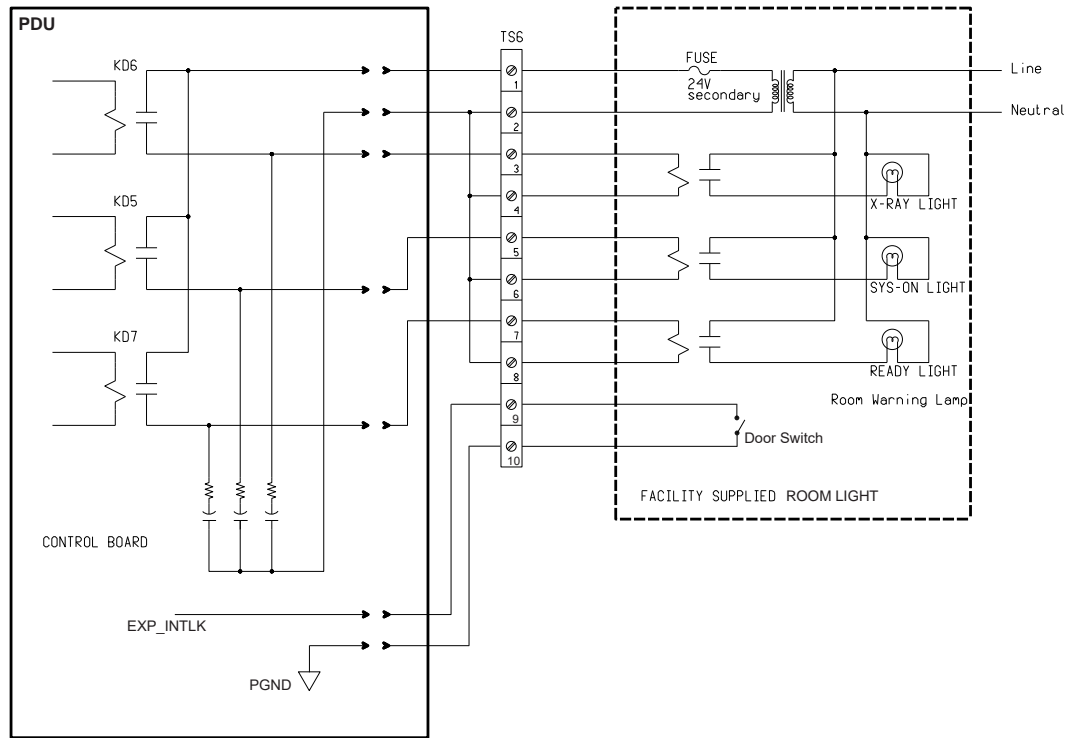 PDU
TS6
KD6
FUSE
24V
secondary
Line
Neutral
1
2
3
4
5
6
7
8
9
10
X-RAY LIGHT
KD5
SYS-ON LIGHT
KD7
READY LIGHT
Room Warning Lamp
Door Switch
FACILITY SUPPLIED ROOM LIGHT
CONTROL BOARD
EXP_INTLK
PGND